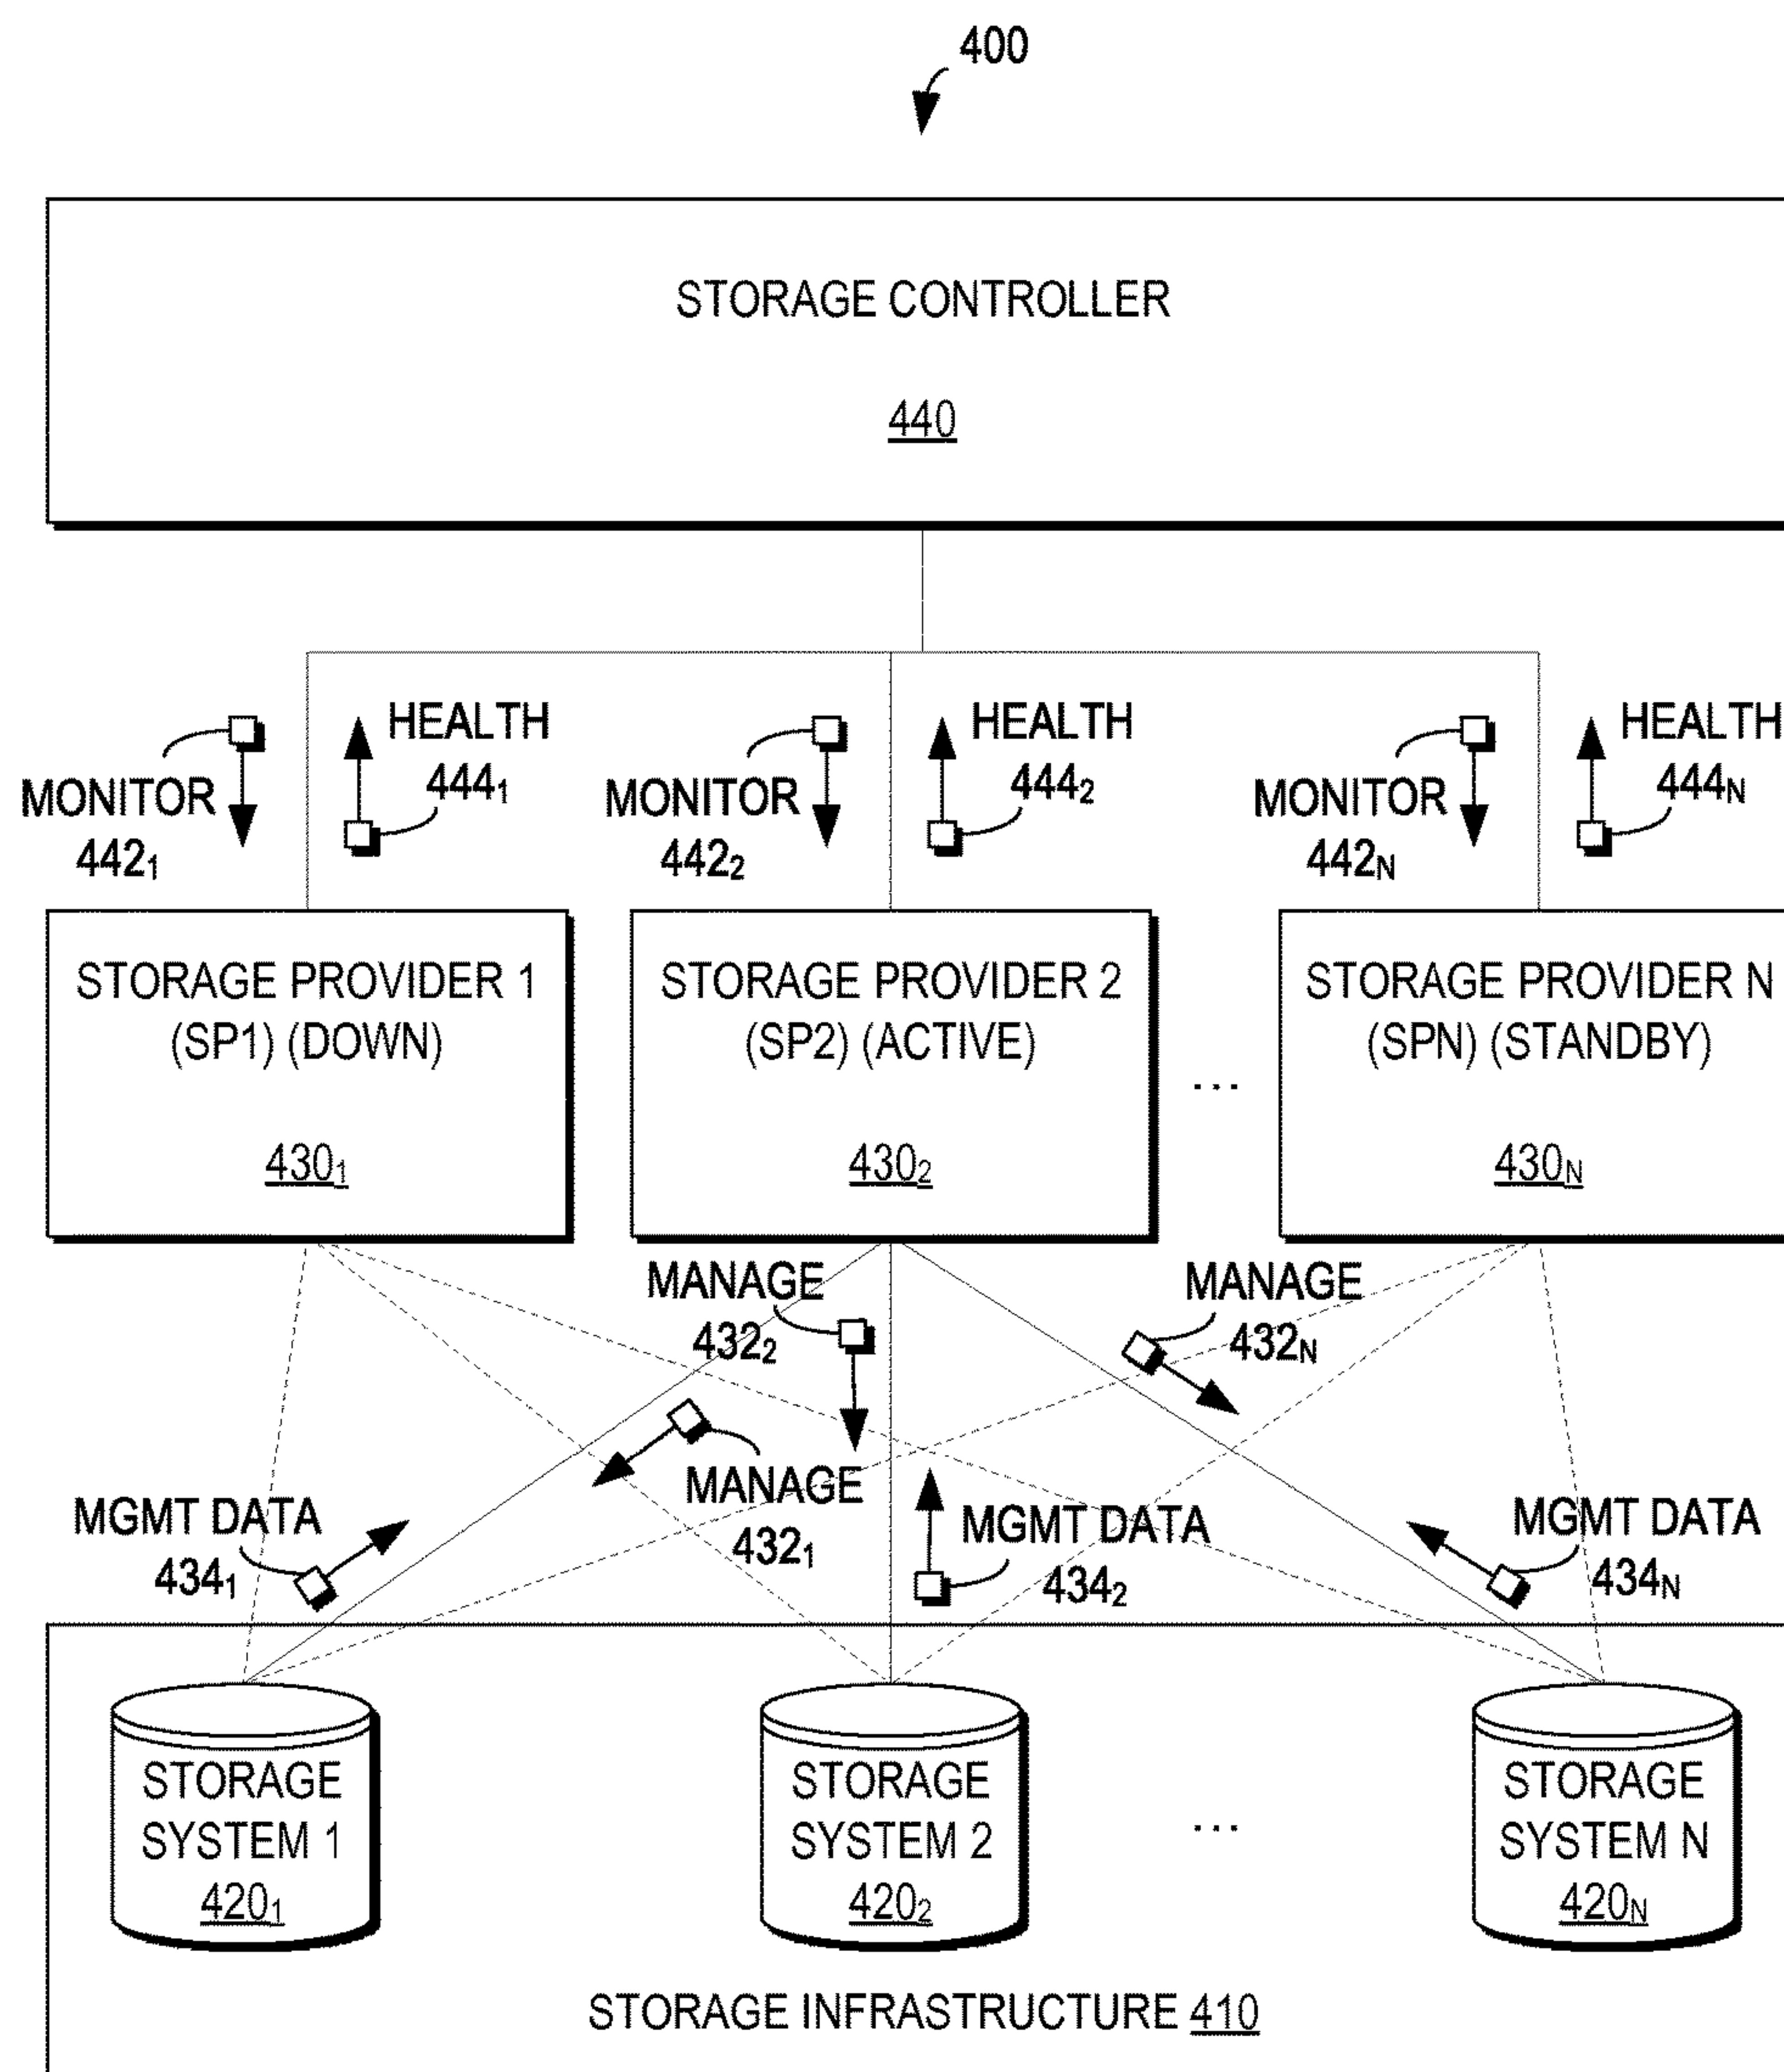 400
STORAGE CONTROLLER
440
HEALTH
444₁
MONITOR
442₁
HEALTH
444₂
MONITOR
442₂
HEALTH
444N
MONITOR
442N
STORAGE PROVIDER 1
(SP1) (DOWN)
430₁
STORAGE PROVIDER 2
(SP2) (ACTIVE)
430₂
...
STORAGE PROVIDER N
(SPN) (STANDBY)
430N
MANAGE
432₂
MANAGE
432N
MANAGE
432₁
MGMT DATA
434₁
MGMT DATA
434₂
MGMT DATA
434N
STORAGE
SYSTEM 1
420₁
STORAGE
SYSTEM 2
420₂
...
STORAGE
SYSTEM N
420N
STORAGE INFRASTRUCTURE 410